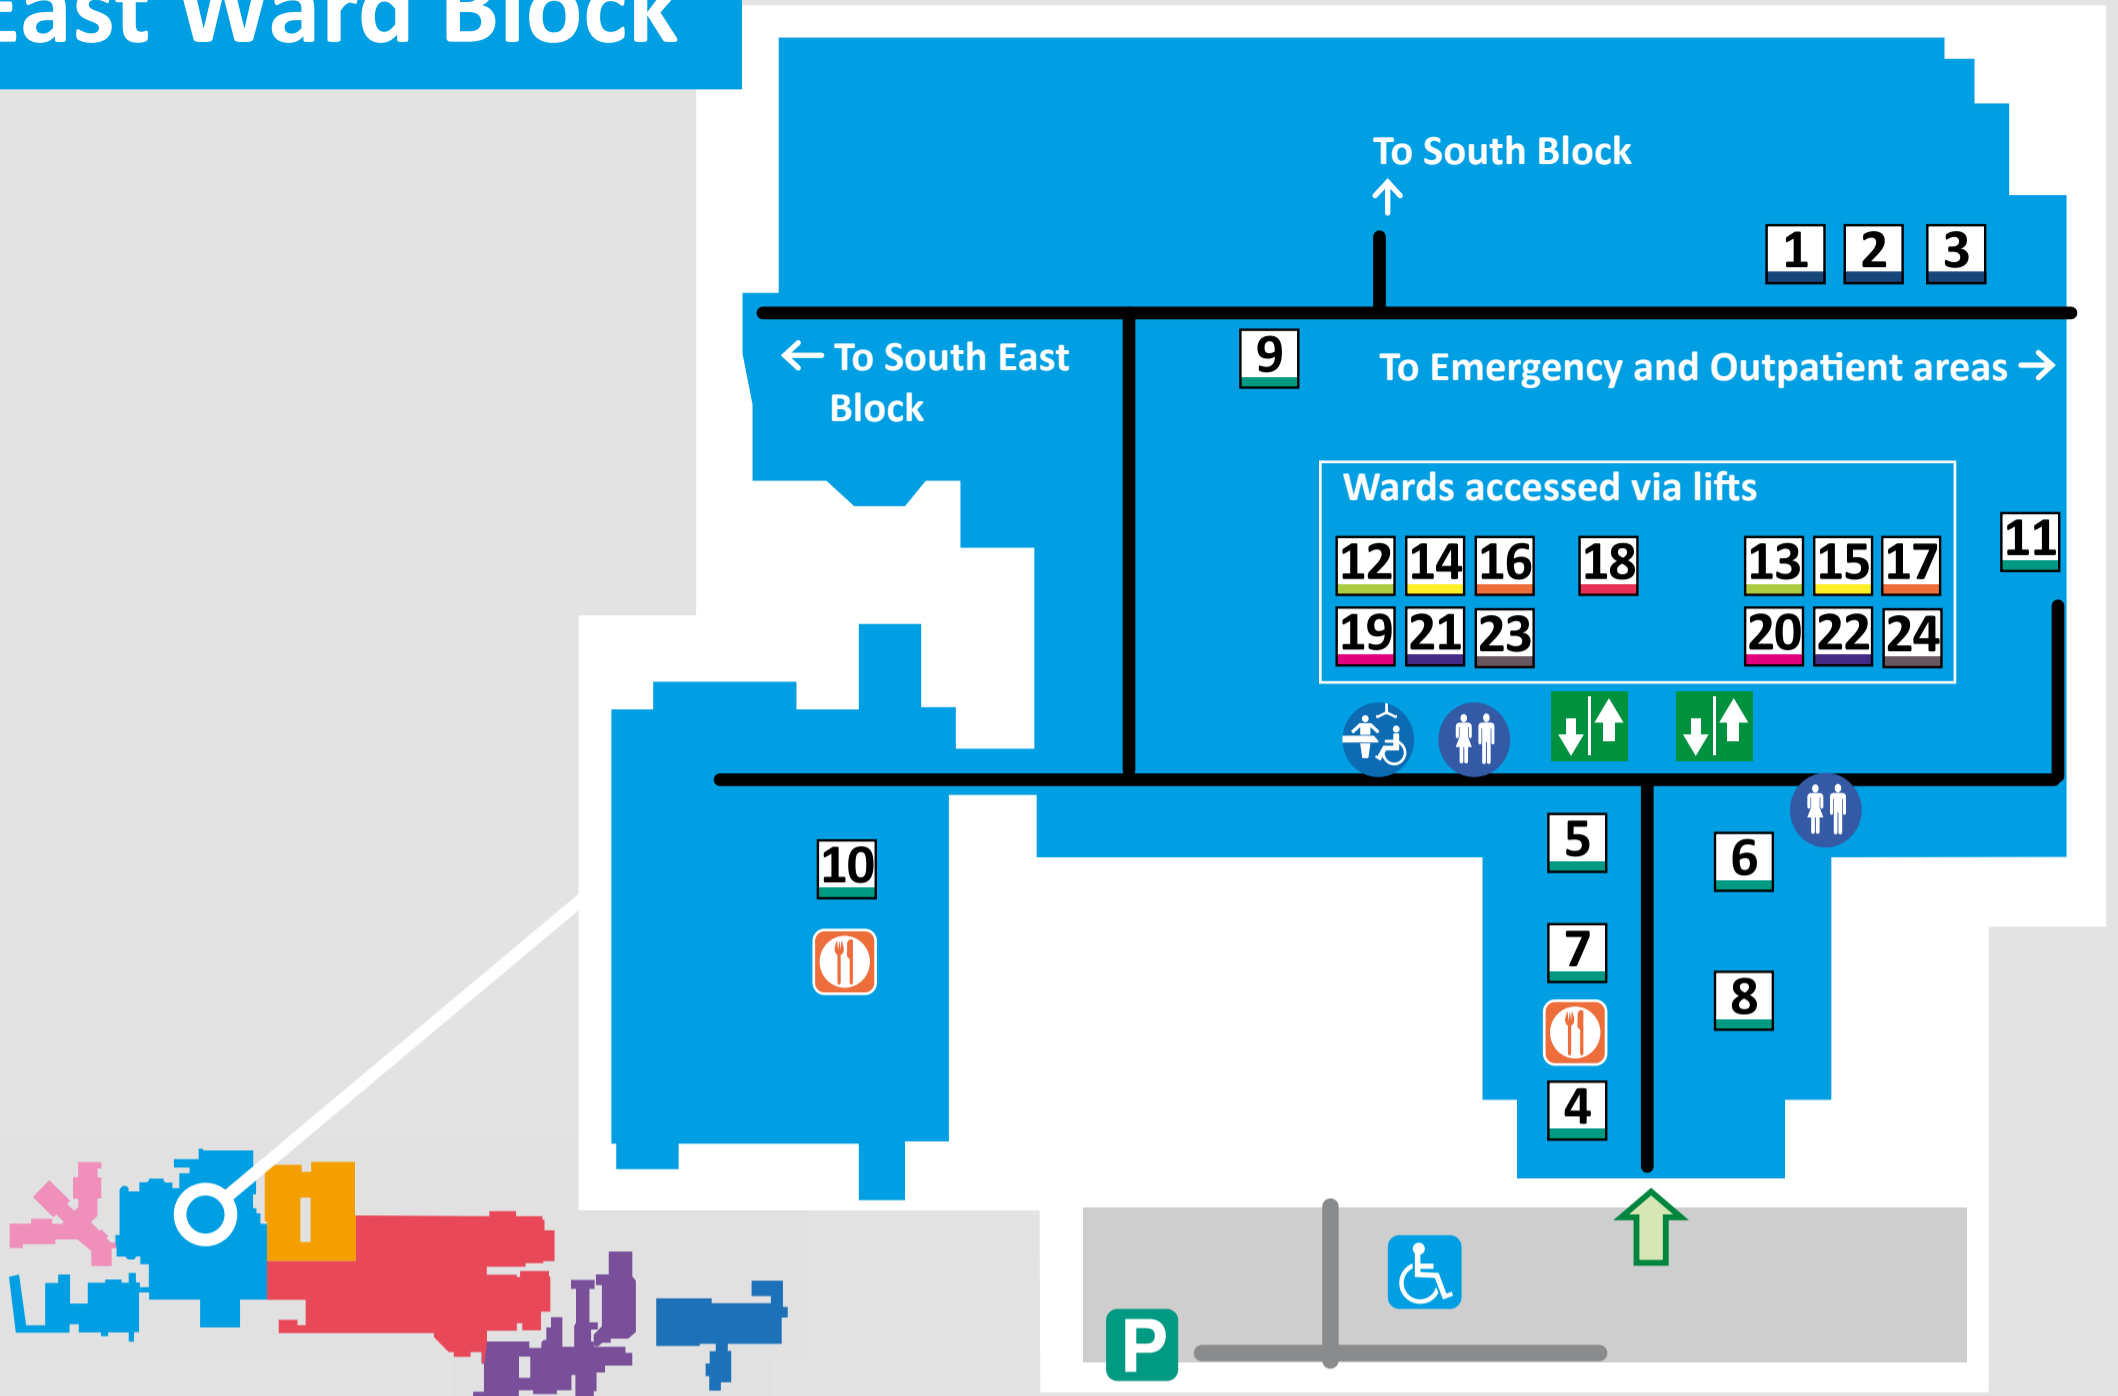 East Ward Block
To South Block
↑
1 2 3
← To South East
Block
9
To Emergency and Outpatient areas →
Wards accessed via lifts
12 14 16 18 13 15 17
11
19 21 23 20 22 24
5
6
10
7
8
4
P